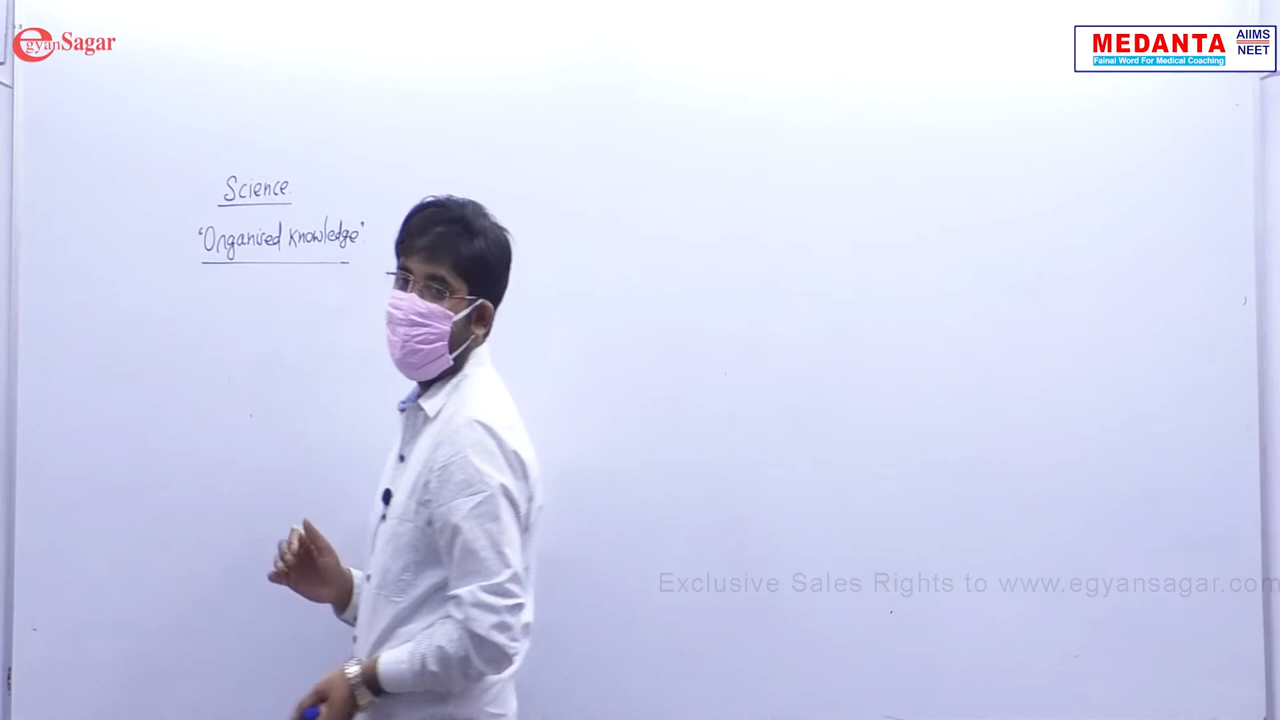 egyanSagar
MEDANTA
AIIMS
NEET
Fainal Word For Medical Coaching
Science.
'Organised knowledge'.
Exclusive Sales Rights to www.egyansagar.com